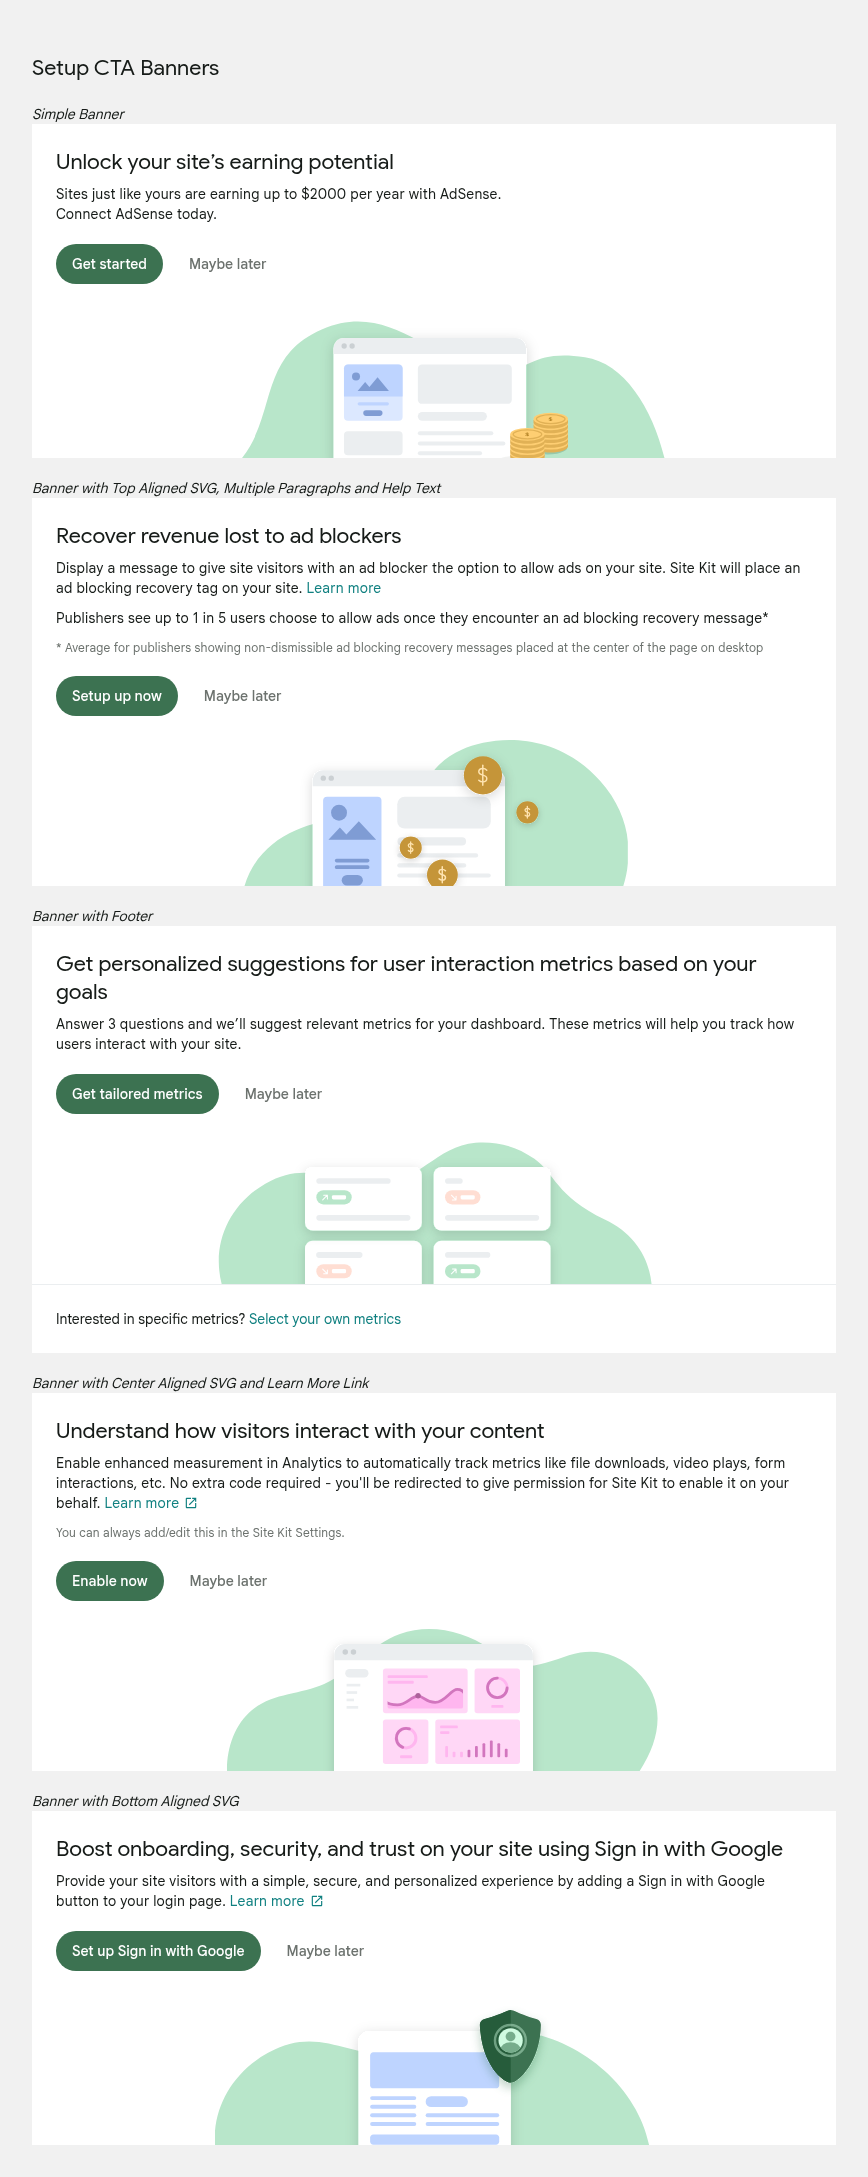 Setup CTA Banners
Simple Banner
Unlock your site’s earning potential
Sites just like yours are earning up to $2000 per year with AdSense.
Connect AdSense today.
Get started
Maybe later
Banner with Top Aligned SVG, Multiple Paragraphs and Help Text
Recover revenue lost to ad blockers
Display a message to give site visitors with an ad blocker the option to allow ads on your site. Site Kit will place an
ad blocking recovery tag on your site. Learn more
Publishers see up to 1 in 5 users choose to allow ads once they encounter an ad blocking recovery message*
* Average for publishers showing non-dismissible ad blocking recovery messages placed at the center of the page on desktop
Setup up now
Maybe later
$
$
$
$
Banner with Footer
Get personalized suggestions for user interaction metrics based on your
goals
Answer 3 questions and we’ll suggest relevant metrics for your dashboard. These metrics will help you track how
users interact with your site.
Get tailored metrics
Maybe later
Interested in specific metrics? Select your own metrics
Banner with Center Aligned SVG and Learn More Link
Understand how visitors interact with your content
Enable enhanced measurement in Analytics to automatically track metrics like file downloads, video plays, form
interactions, etc. No extra code required - you'll be redirected to give permission for Site Kit to enable it on your
behalf. Learn more
You can always add/edit this in the Site Kit Settings.
Enable now
Maybe later
Banner with Bottom Aligned SVG
Boost onboarding, security, and trust on your site using Sign in with Google
Provide your site visitors with a simple, secure, and personalized experience by adding a Sign in with Google
button to your login page. Learn more
Set up Sign in with Google
Maybe later